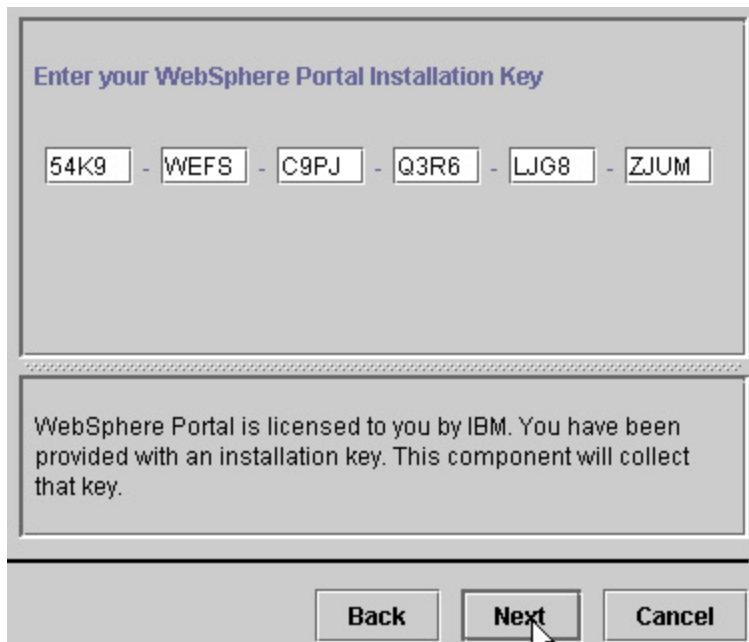 Enter your WebSphere Portal Installation Key
54K9 - WEFS - C9PJ - Q3R6 - LJG8 - ZJUM
WebSphere Portal is licensed to you by IBM. You have been
provided with an installation key. This component will collect
that key.
Back Next Cancel